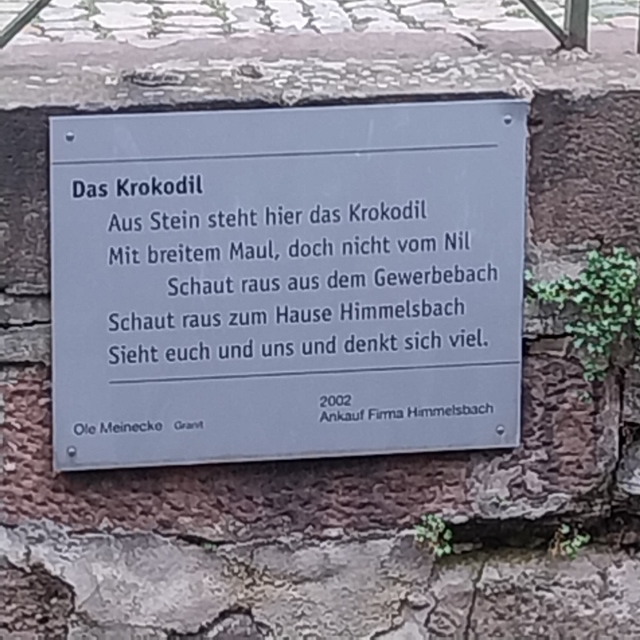 Das Krokodil
Aus Stein steht hier das Krokodil
Mit breitem Maul, doch nicht vom Nil
Schaut raus aus dem Gewerbebach
Schaut raus zum Hause Himmelsbach
Sieht euch und uns und denkt sich viel.
2002
Ole Meinecke Granit
Ankauf Firma Himmelsbach